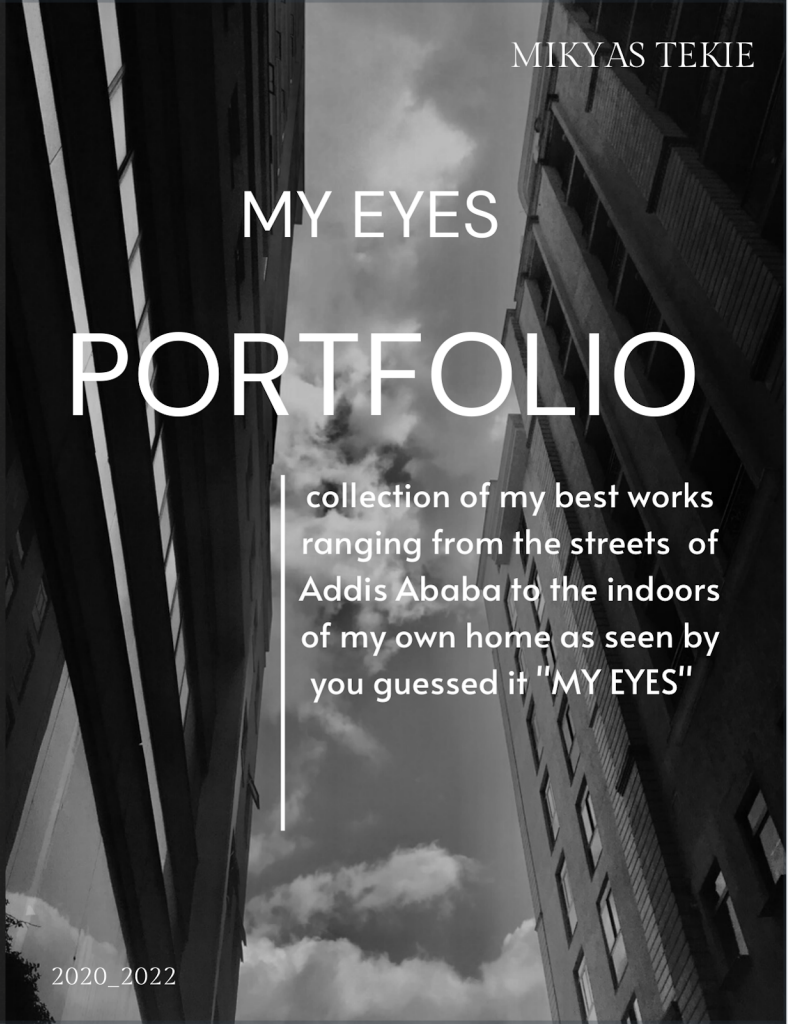 MIKYAS TEKIE
MY EYES
PORTFOLIO
collection of my best works
ranging from the streets  of
Addis Ababa to the indoors
of my own home as seen by
you guessed it "MY EYES"
2020_2022